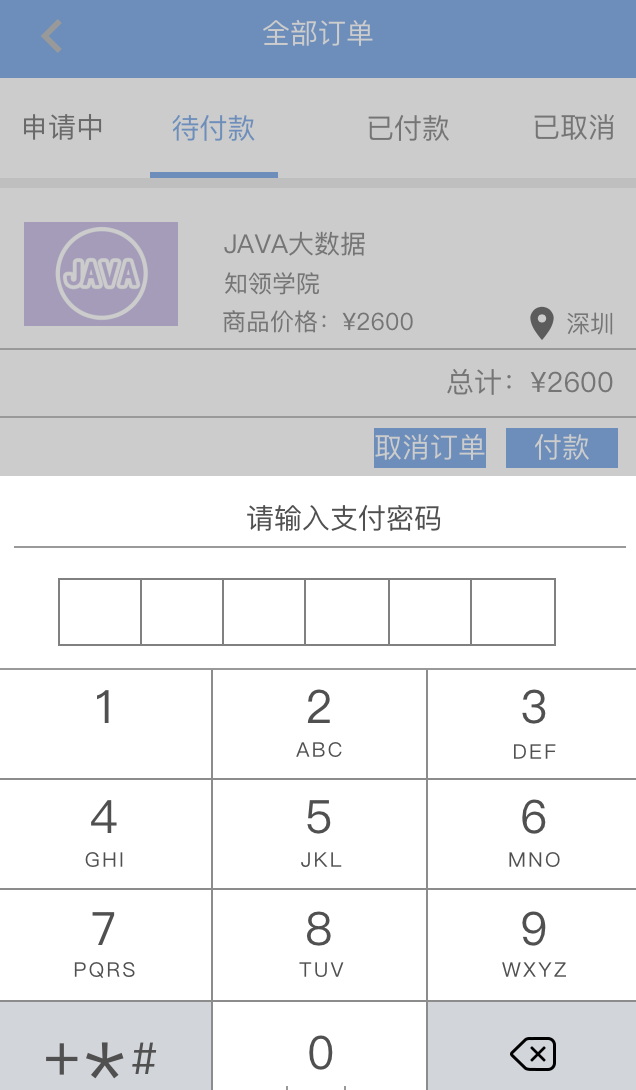 全部订单
申请中 待付款 已付款 已取消
JAVA
JAVA大数据
知领学院
商品价格：¥2600 深圳
总计：¥2600
取消订单 付款
请输入支付密码
1 2 3
ABC DEF
4 5 6
GHI JKL MNO
7 8 9
PQRS TUV WXYZ
+*# 0